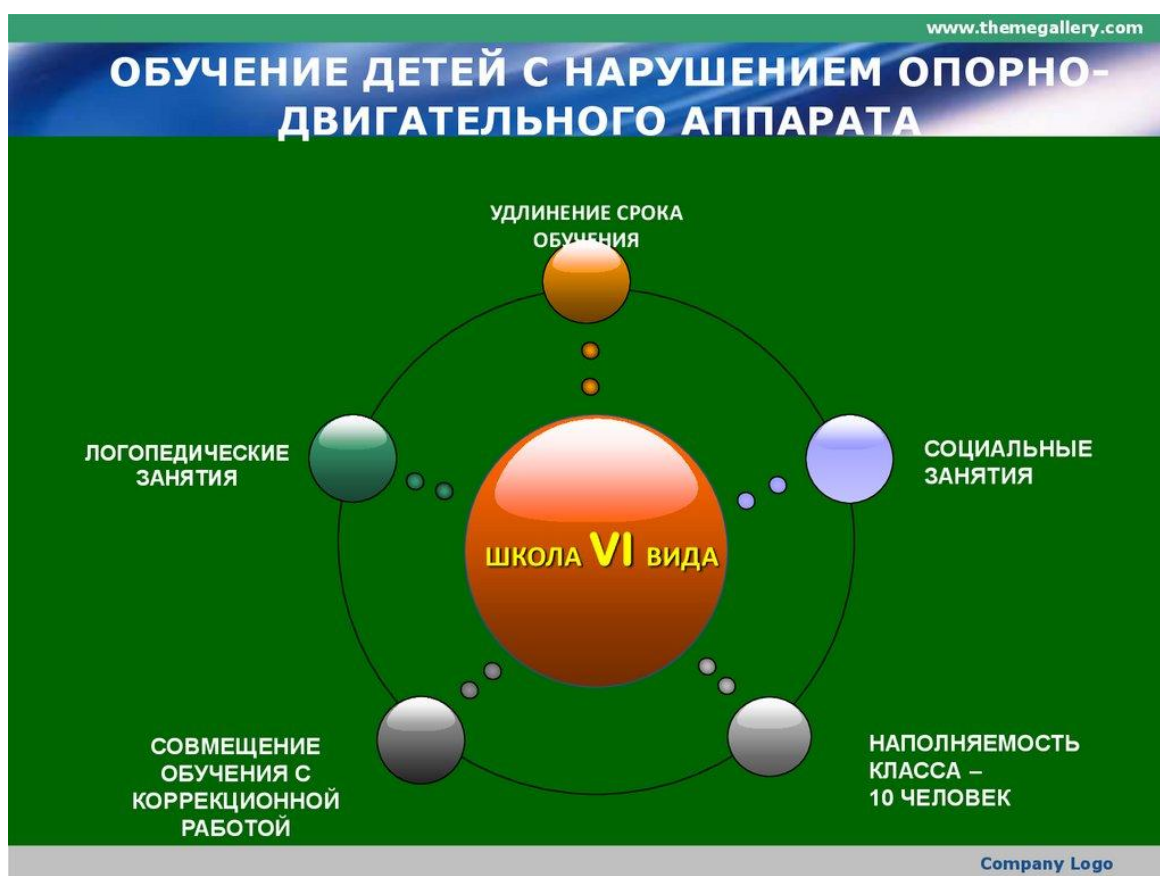 www.themegallery.com
ОБУЧЕНИЕ ДЕТЕЙ С НАРУШЕНИЕМ ОПОРНО-
ДВИГАТЕЛЬНОГО АППАРАТА
УДЛИНЕНИЕ СРОКА
ОБУЧЕНИЯ
ЛОГОПЕДИЧЕСКИЕ
ЗАНЯТИЯ
СОЦИАЛЬНЫЕ
ЗАНЯТИЯ
ШКОЛА VI ВИДА
СОВМЕЩЕНИЕ
ОБУЧЕНИЯ С
КОРРЕКЦИОННОЙ
РАБОТОЙ
НАПОЛНЯЕМОСТЬ
КЛАССА –
10 ЧЕЛОВЕК
Company Logo